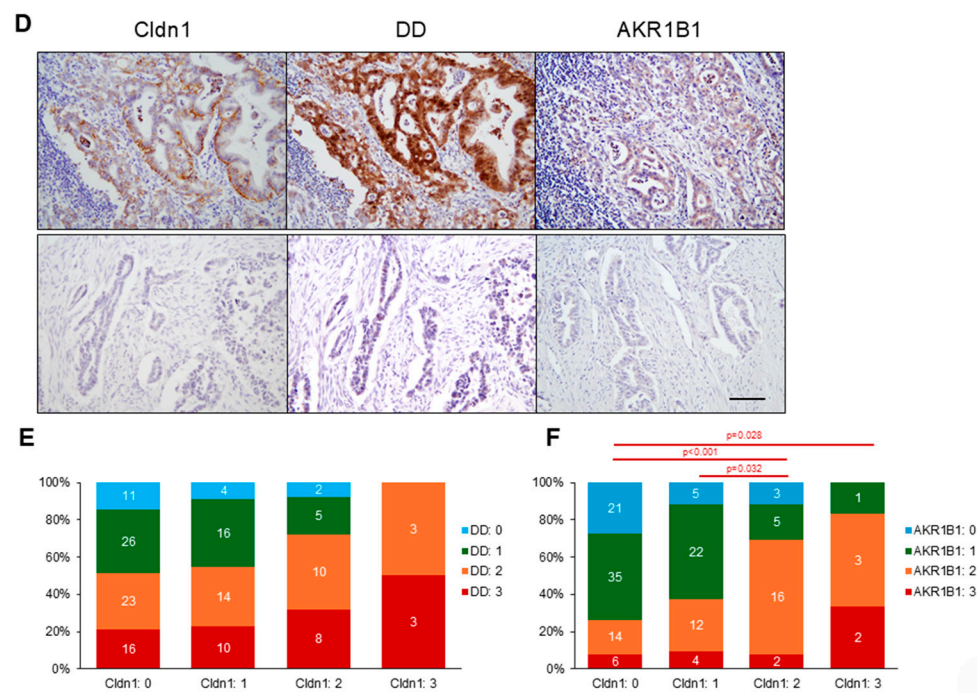 D
Cldn1 DD AKR1B1
E
F
p=0.028
p<0.001
p=0.032
100%
80%
60%
40%
20%
0%
11 4 2
26 16 5
23 14 10 3
16 10 8 3
Cldn1: 0 Cldn1: 1 Cldn1: 2 Cldn1: 3
DD: 0
DD: 1
DD: 2
DD: 3
100%
80%
60%
40%
20%
0%
21 5 3
35 22 5 1
14 12 16 3
6 4 2 2
Cldn1: 0 Cldn1: 1 Cldn1: 2 Cldn1: 3
AKR1B1: 0
AKR1B1: 1
AKR1B1: 2
AKR1B1: 3